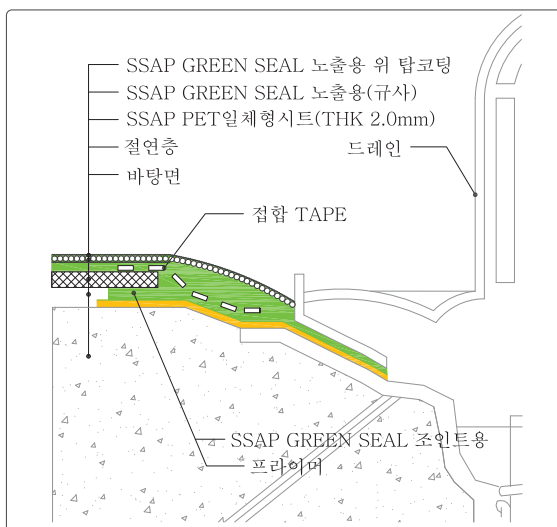 SSAP GREEN SEAL 노출용 위 탑코팅
SSAP GREEN SEAL 노출용(규사)
SSAP PET일체형시트(THK 2.0mm)
절연층
드레인
바탕면
접합 TAPE
SSAP GREEN SEAL 조인트용
프라이머